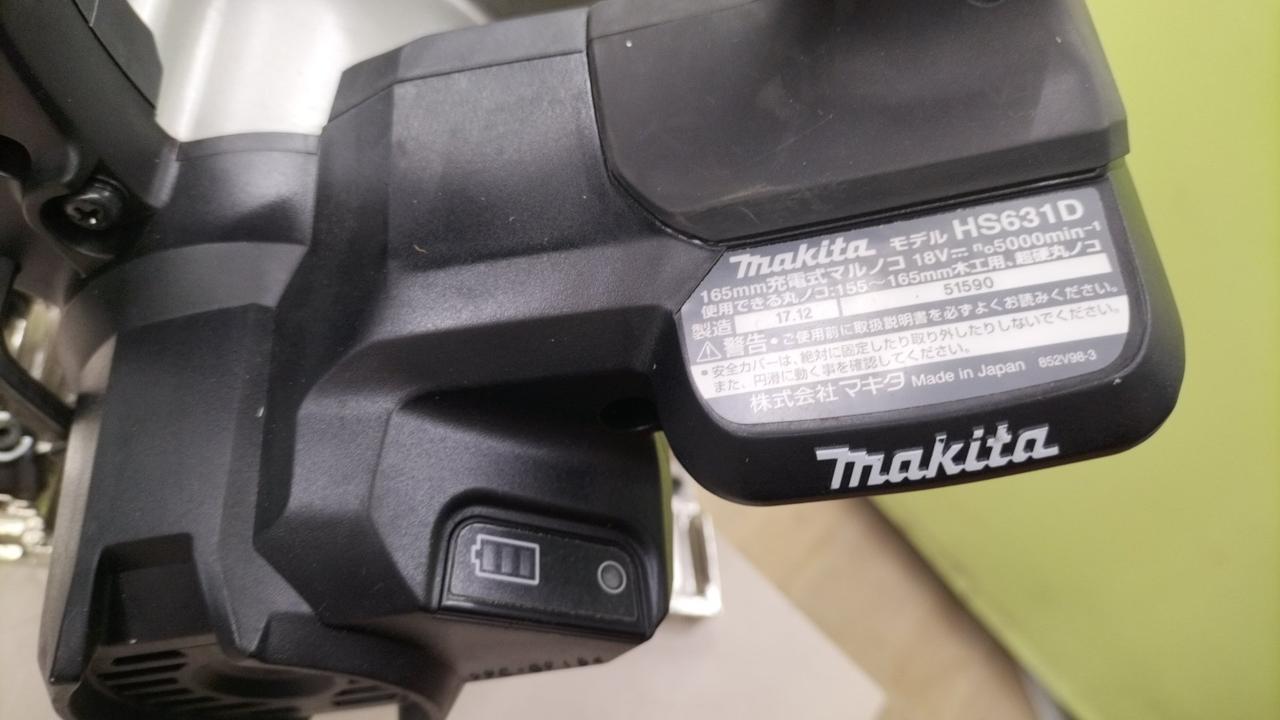 makita モデル HS631D
165mm充電式マルノコ 18V⎓ n₀5000min⁻¹
使用できる丸ノコ:155～165mm木工用、超硬丸ノコ
製造 17.12 51590
⚠警告・ご使用前に取扱説明書を必ずよくお読みください。
・安全カバーは、絶対に固定したり取り外したりしないでください。
また、円滑に動く事を確認してください。
株式会社 マキタ Made in Japan 852V98-3
makita